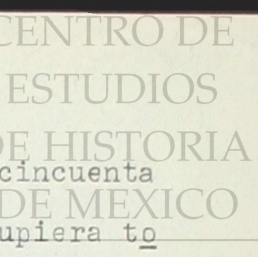 CENTRO DE
ESTUDIOS
DE HISTORIA
cincuenta
DE MEXICO
upiera to